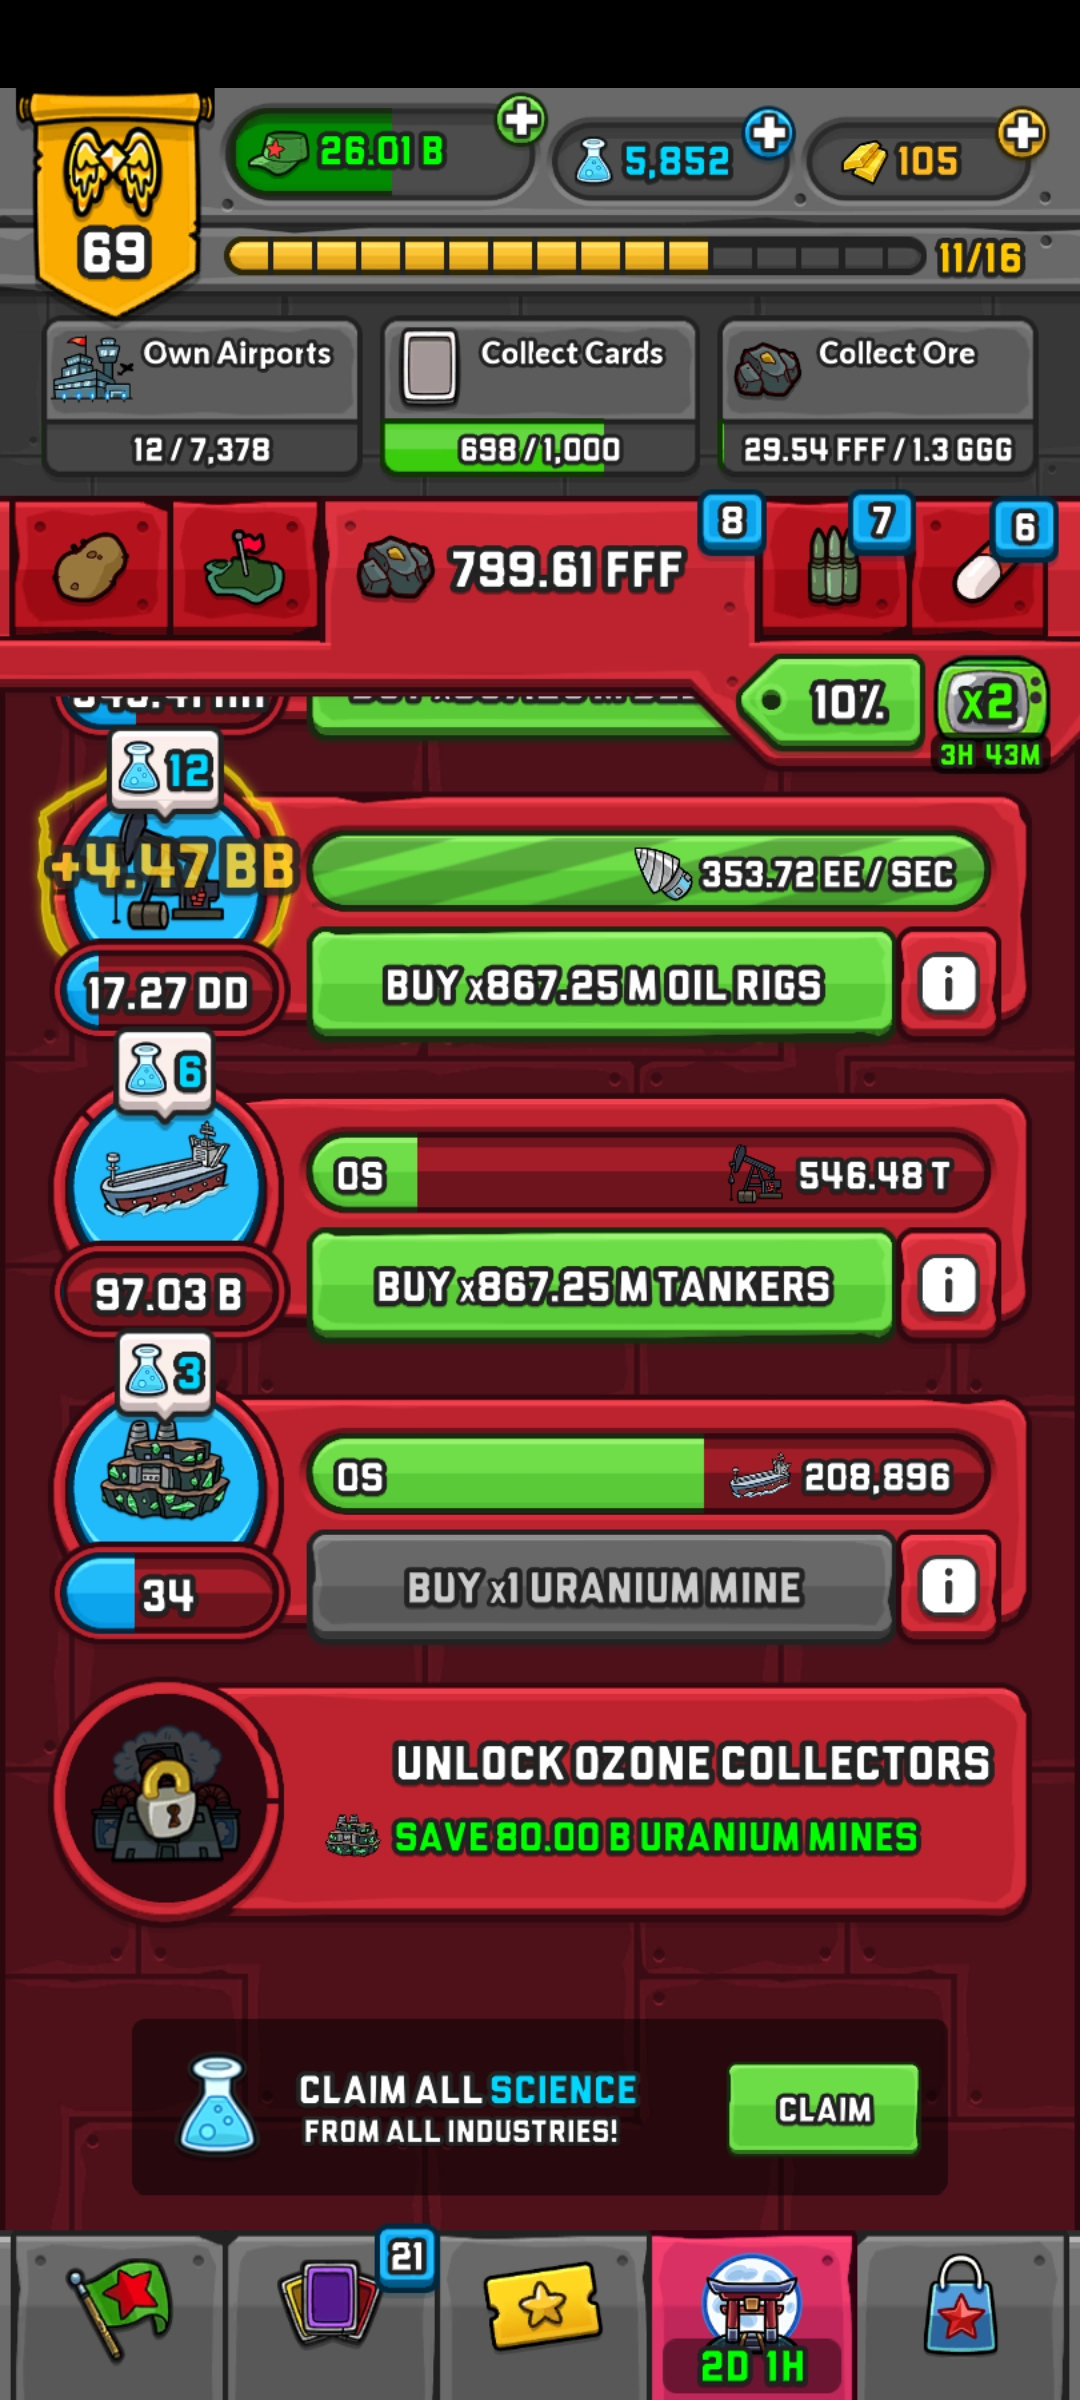 69
26.01 B
5,852
105
11/16
Own Airports
12 / 7,378
Collect Cards
698 / 1,000
Collect Ore
29.54 FFF / 1.3 GGG
799.61 FFF
8
7
6
10%
x2
3H 43M
12
+4.47 BB
353.72 EE / SEC
17.27 DD
BUY x867.25 M OIL RIGS
i
6
0S
546.48 T
97.03 B
BUY x867.25 M TANKERS
i
3
0S
208,896
34
BUY x1 URANIUM MINE
i
UNLOCK OZONE COLLECTORS
SAVE 80.00 B URANIUM MINES
CLAIM ALL SCIENCE
FROM ALL INDUSTRIES!
CLAIM
21
2D 1H